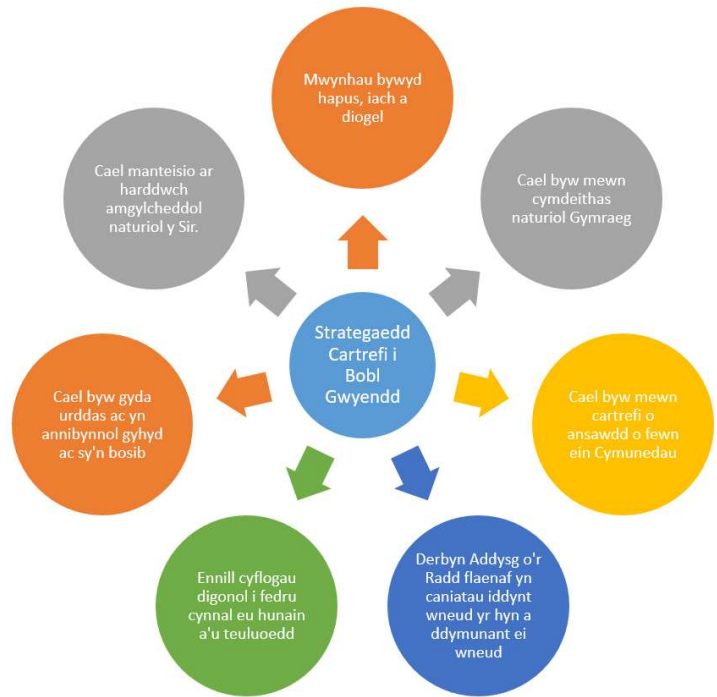 Mwynhau bywyd
hapus, iach a
diogel
Cael manteisio ar
harddwch
amgylcheddol
naturiol y Sir.
Cael byw mewn
cymdeithas
naturiol Gymraeg
Strategaedd
Cartrefi i
Bobl
Gwyendd
Cael byw gyda
urddas ac yn
annibynnol gyhyd
ac sy'n bosib
Cael byw mewn
cartrefi o
ansawdd o fewn
ein Cymunedau
Ennill cyflogau
digonol i fedru
cynnal eu hunain
a'u teuluoedd
Derbyn Addysg o'r
Radd flaenaf yn
caniatau iddynt
wneud yr hyn a
ddymunant ei
wneud